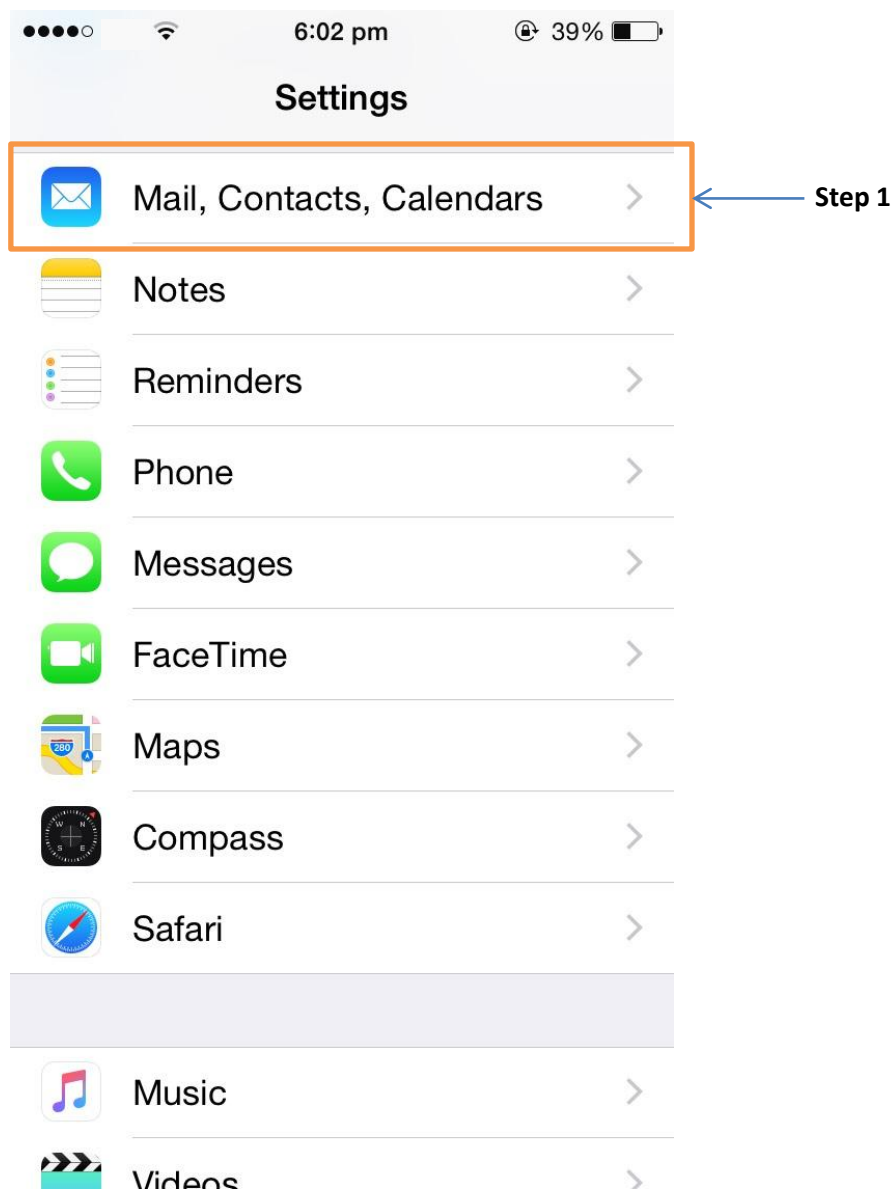 6:02 pm 39%
Settings
Mail, Contacts, Calendars
Step 1
Notes
Reminders
Phone
Messages
FaceTime
280
Maps
W N
S E
Compass
Safari
Music
Videos